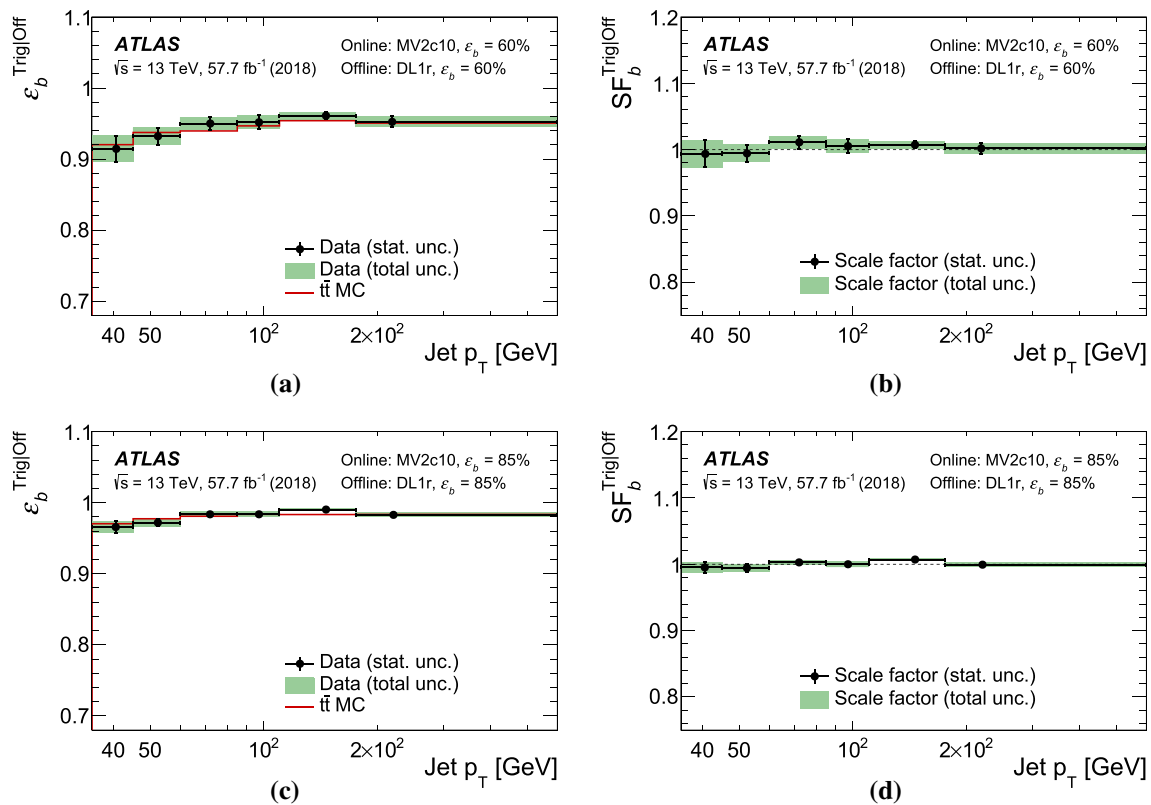 ε_b^Trig|Off
1.1
1
0.9
0.8
0.7
ATLAS
√s = 13 TeV, 57.7 fb⁻¹ (2018)
Online: MV2c10, ε_b = 60%
Offline: DL1r, ε_b = 60%
Data (stat. unc.)
Data (total unc.)
tt̄ MC
40 50 10² 2×10²
Jet p_T [GeV]
(a)
SF_b^Trig|Off
1.2
1.1
1
0.9
0.8
ATLAS
√s = 13 TeV, 57.7 fb⁻¹ (2018)
Online: MV2c10, ε_b = 60%
Offline: DL1r, ε_b = 60%
Scale factor (stat. unc.)
Scale factor (total unc.)
40 50 10² 2×10²
Jet p_T [GeV]
(b)
ε_b^Trig|Off
1.1
1
0.9
0.8
0.7
ATLAS
√s = 13 TeV, 57.7 fb⁻¹ (2018)
Online: MV2c10, ε_b = 85%
Offline: DL1r, ε_b = 85%
Data (stat. unc.)
Data (total unc.)
tt̄ MC
40 50 10² 2×10²
Jet p_T [GeV]
(c)
SF_b^Trig|Off
1.2
1.1
1
0.9
0.8
ATLAS
√s = 13 TeV, 57.7 fb⁻¹ (2018)
Online: MV2c10, ε_b = 85%
Offline: DL1r, ε_b = 85%
Scale factor (stat. unc.)
Scale factor (total unc.)
40 50 10² 2×10²
Jet p_T [GeV]
(d)